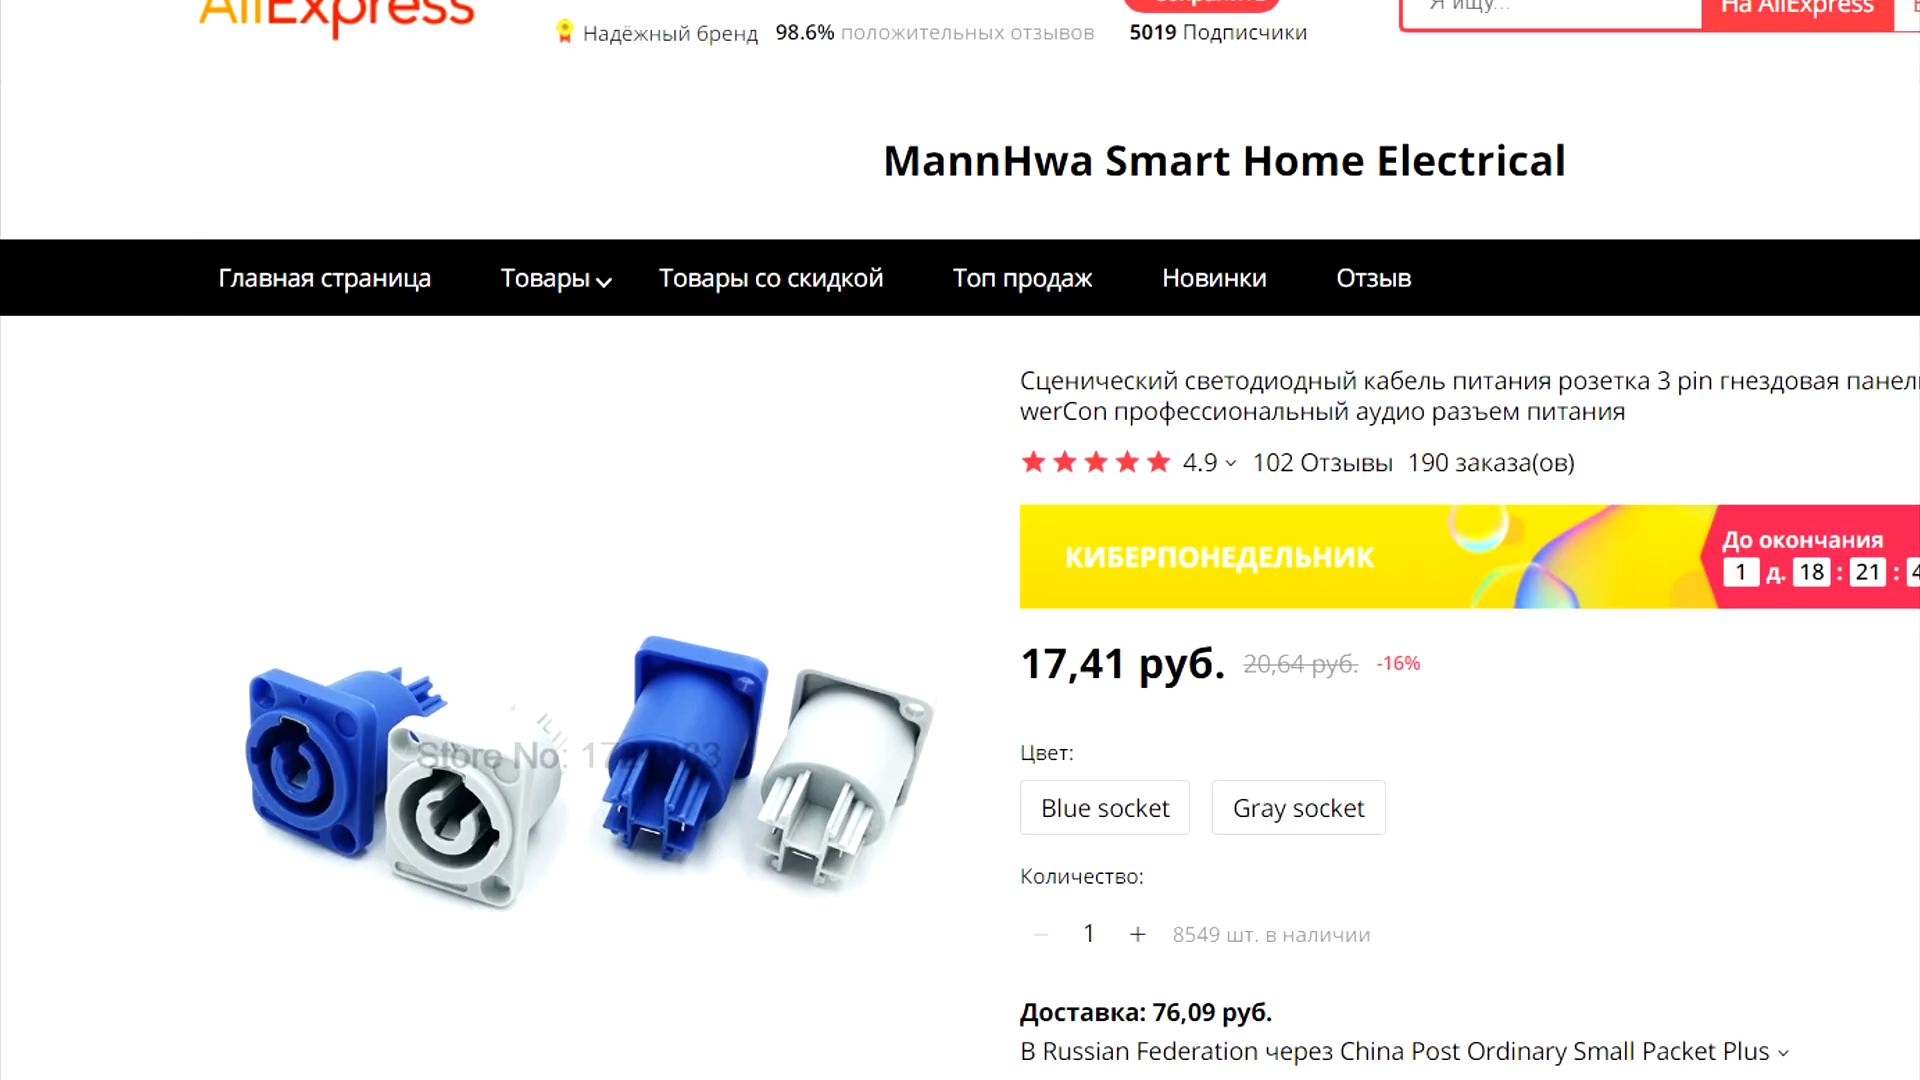 AliExpress
Надёжный бренд 98.6% положительных отзывов 5019 Подписчики
Я ищу...
На AliExpress
MannHwa Smart Home Electrical
Главная страница Товары Товары со скидкой Топ продаж Новинки Отзыв
Сценический светодиодный кабель питания розетка 3 pin гнездовая панел
werCon профессиональный аудио разъем питания
4.9 102 Отзывы 190 заказа(ов)
КИБЕРПОНЕДЕЛЬНИК
До окончания
1 д. 18 : 21 : 4
17,41 руб. 20,64 руб. -16%
Store No:
Цвет:
Blue socket Gray socket
Количество:
1 + 8549 шт. в наличии
Доставка: 76,09 руб.
В Russian Federation через China Post Ordinary Small Packet Plus